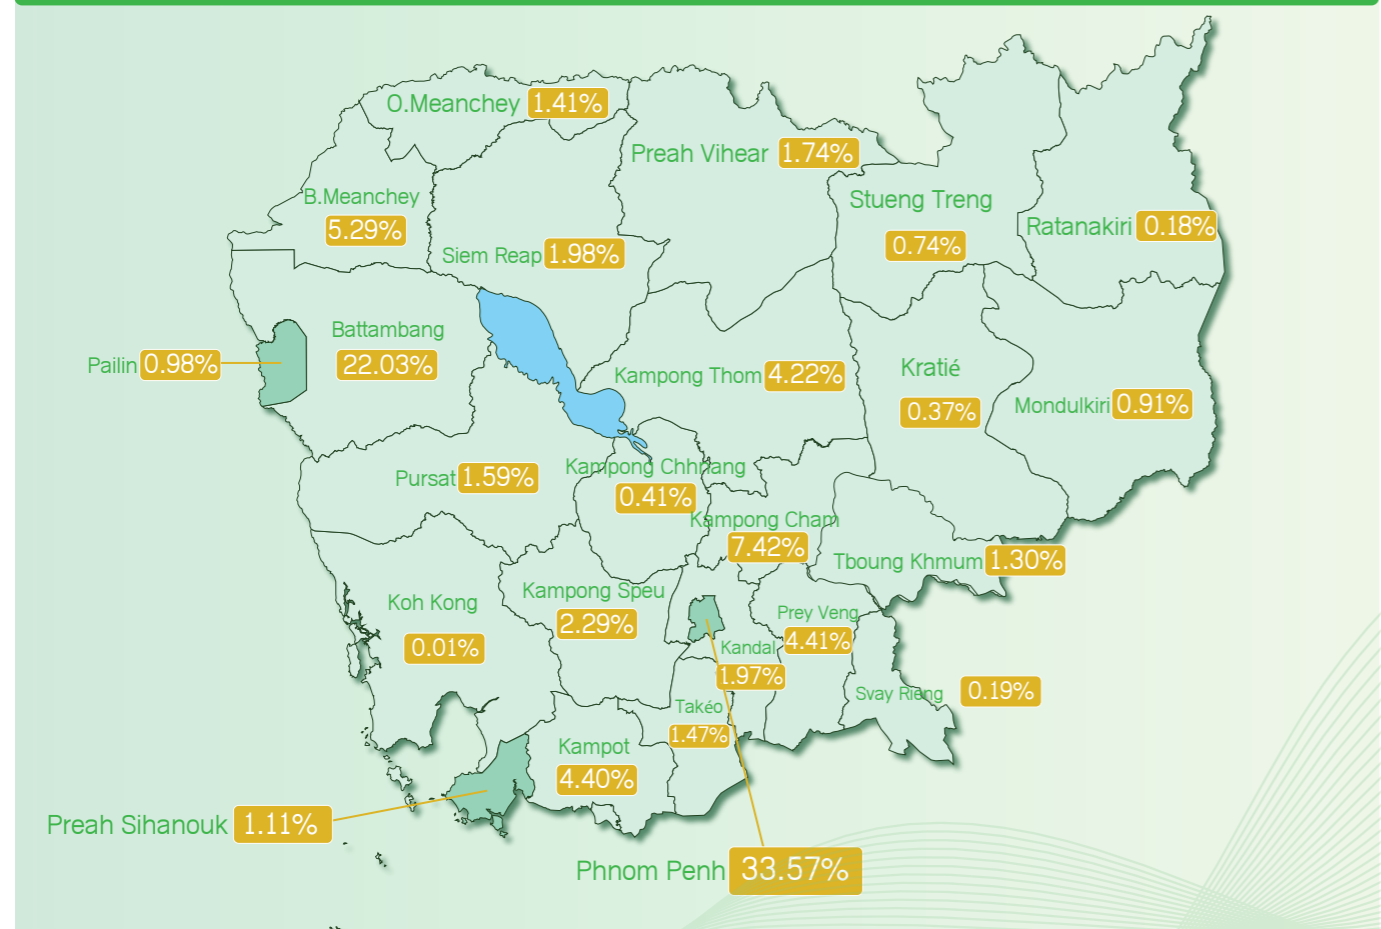 O.Meanchey 1.41%
Preah Vihear 1.74%
B.Meanchey
5.29%
Stueng Treng
0.74%
Ratanakiri 0.18%
Siem Reap 1.98%
Battambang
22.03%
Pailin 0.98%
Kampong Thom 4.22%
Kratié
0.37%
Mondulkiri 0.91%
Pursat 1.59%
Kampong Chhnang
0.41%
Kampong Cham
7.42%
Tboung Khmum 1.30%
Koh Kong
0.01%
Kampong Speu
2.29%
Prey Veng
4.41%
Kandal
1.97%
Svay Rieng 0.19%
Takéo
1.47%
Kampot
4.40%
Preah Sihanouk 1.11%
Phnom Penh 33.57%